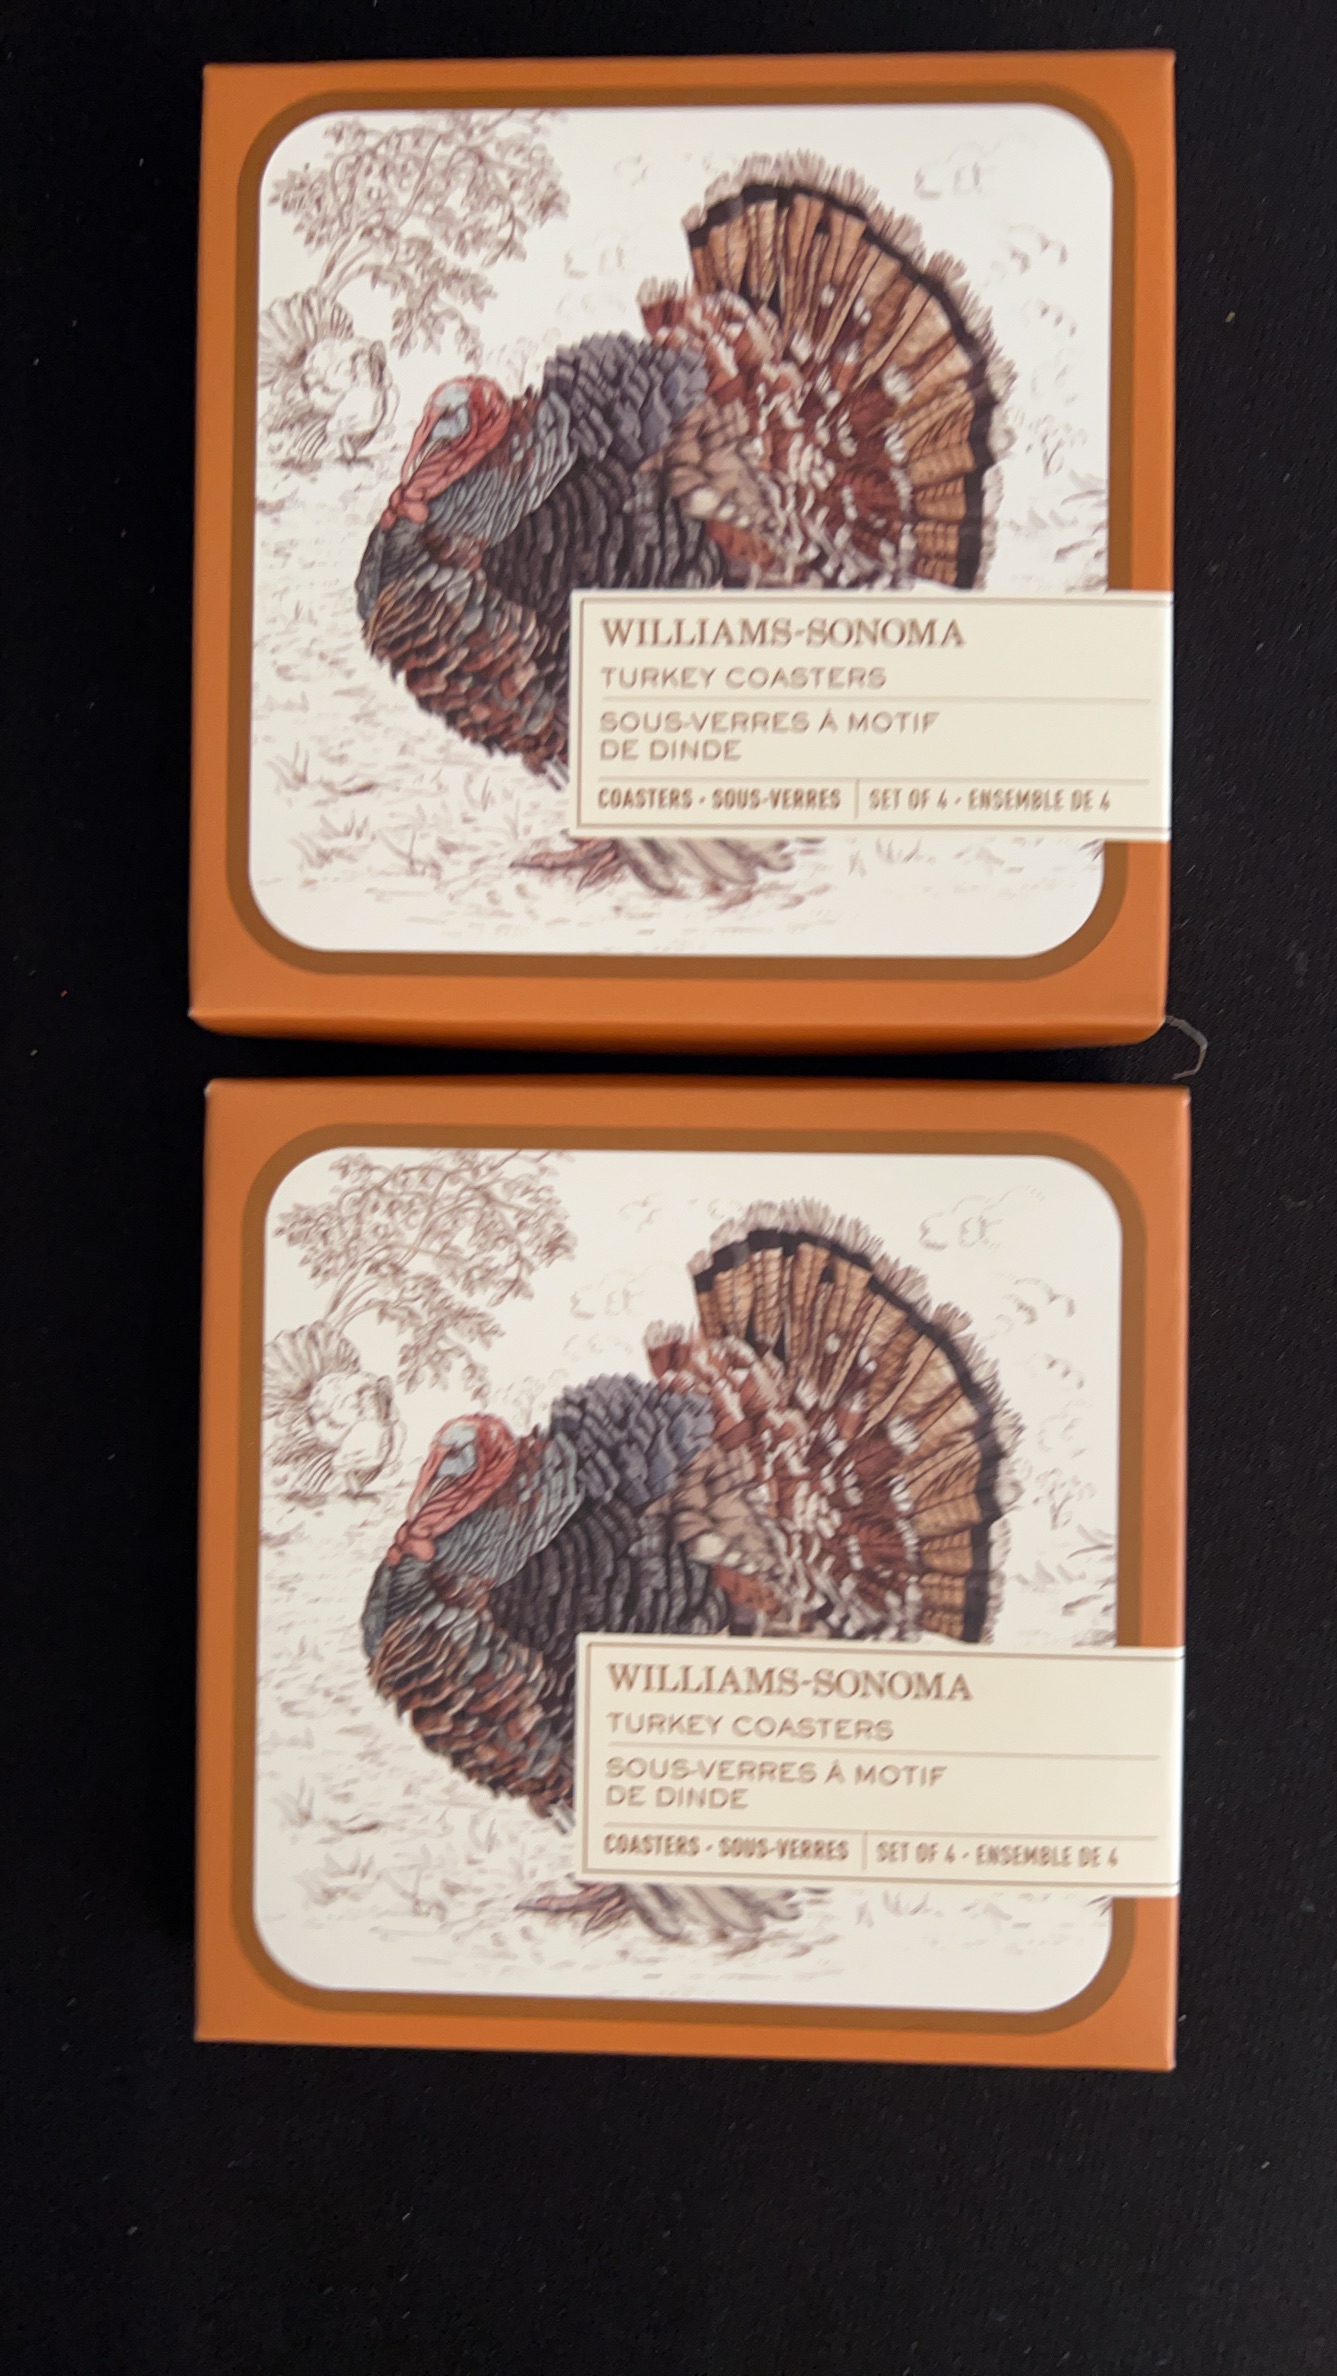 WILLIAMS-SONOMA
TURKEY COASTERS
SOUS-VERRES À MOTIF
DE DINDE
COASTERS · SOUS-VERRES | SET OF 4 · ENSEMBLE DE 4
WILLIAMS-SONOMA
TURKEY COASTERS
SOUS-VERRES À MOTIF
DE DINDE
COASTERS · SOUS-VERRES | SET OF 4 · ENSEMBLE DE 4